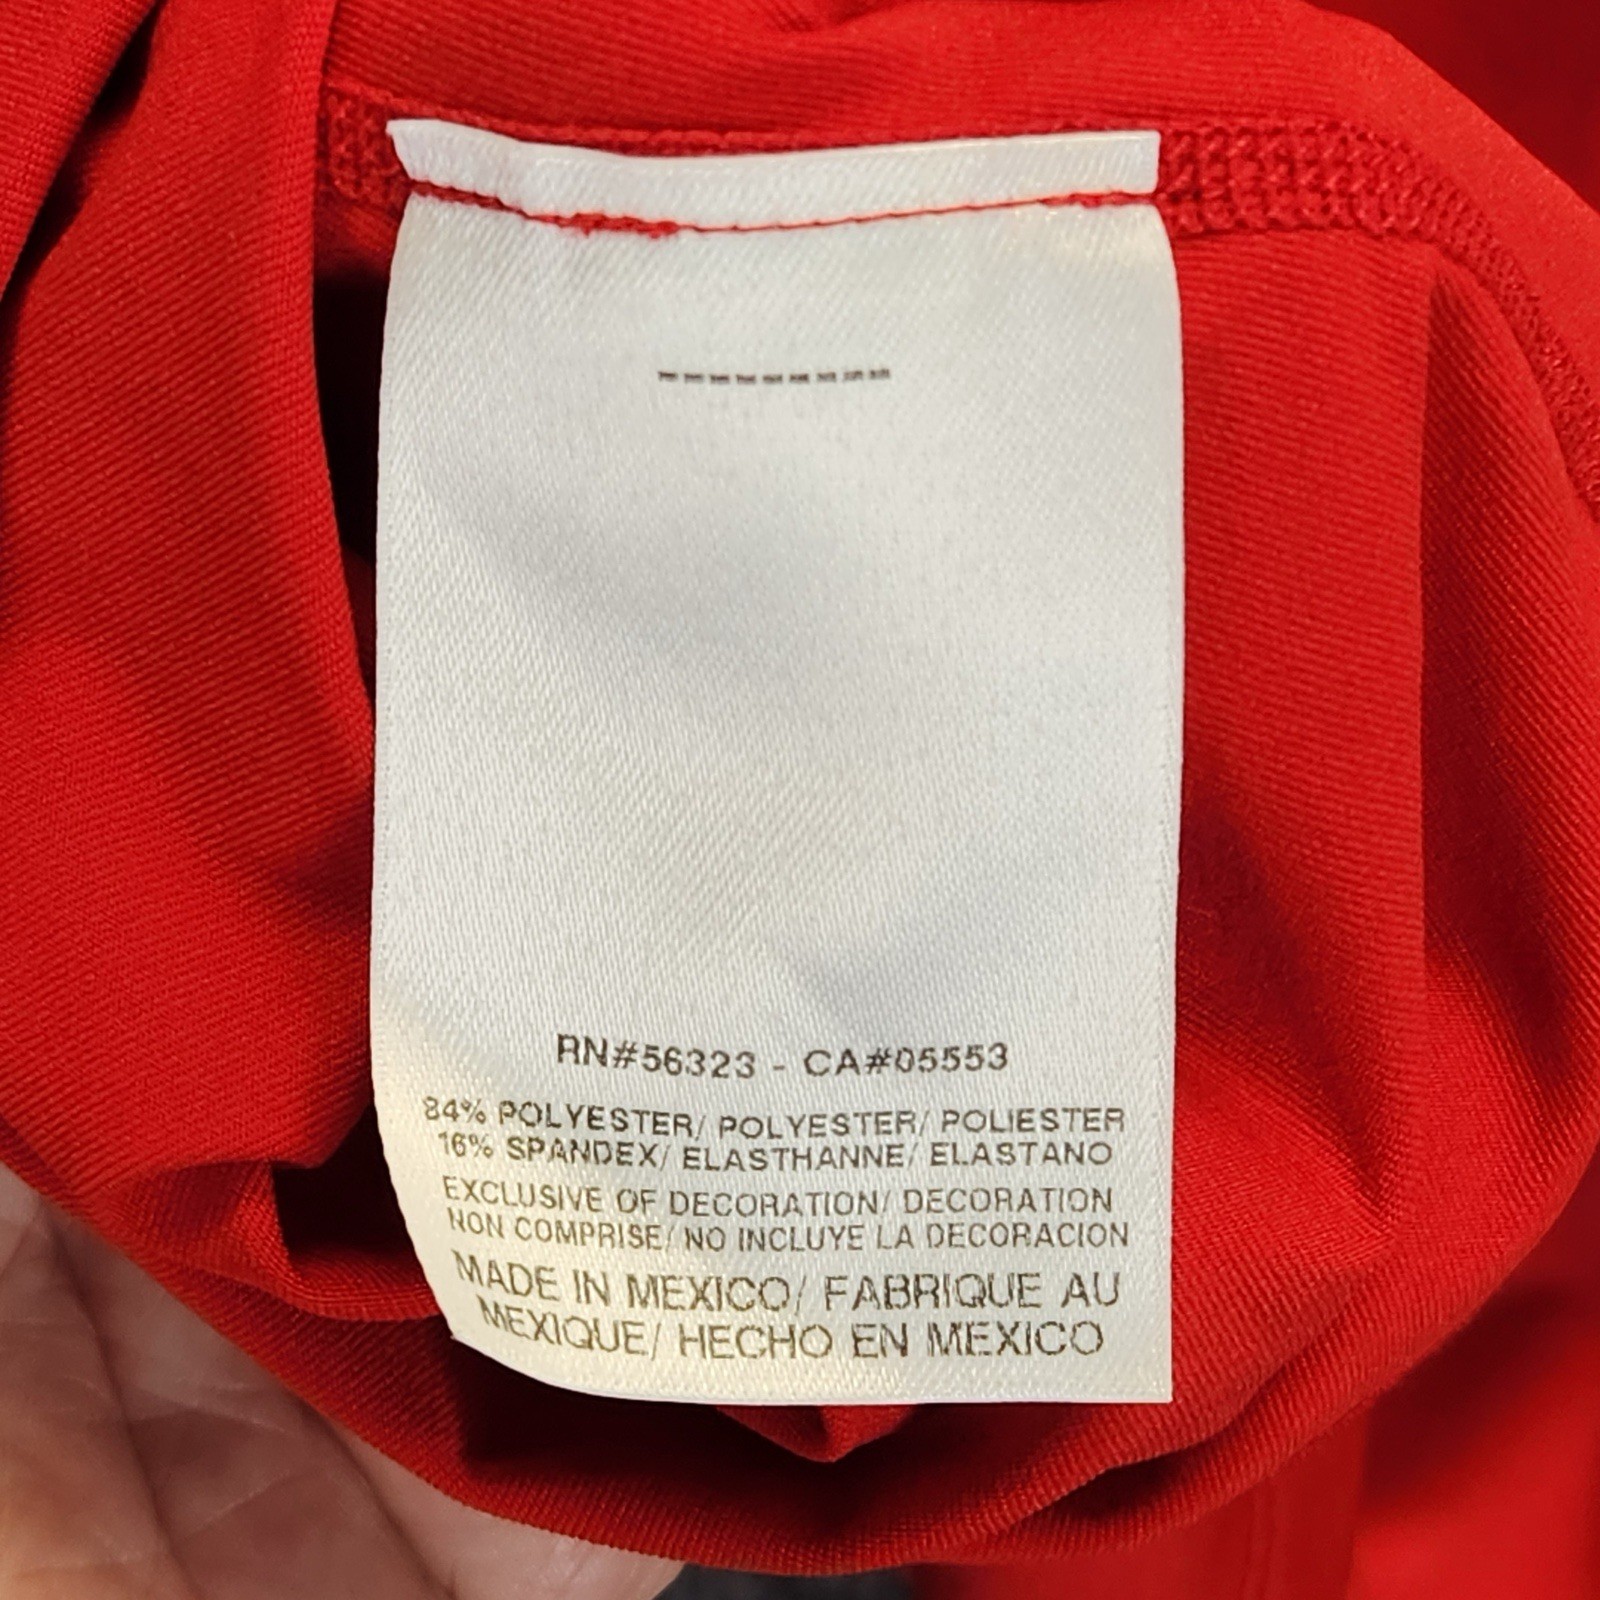 ---------
RN#56323 - CA#05553
84% POLYESTER/ POLYESTER/ POLIESTER
16% SPANDEX/ ELASTHANNE/ ELASTANO
EXCLUSIVE OF DECORATION/ DECORATION
NON COMPRISE/ NO INCLUYE LA DECORACION
MADE IN MEXICO/ FABRIQUE AU
MEXIQUE/ HECHO EN MEXICO